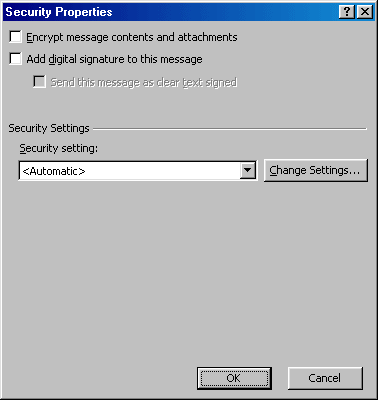 Security Properties
Encrypt message contents and attachments
Add digital signature to this message
Send this message as clear text signed
Security Settings
Security setting:
<Automatic>
Change Settings...
OK
Cancel